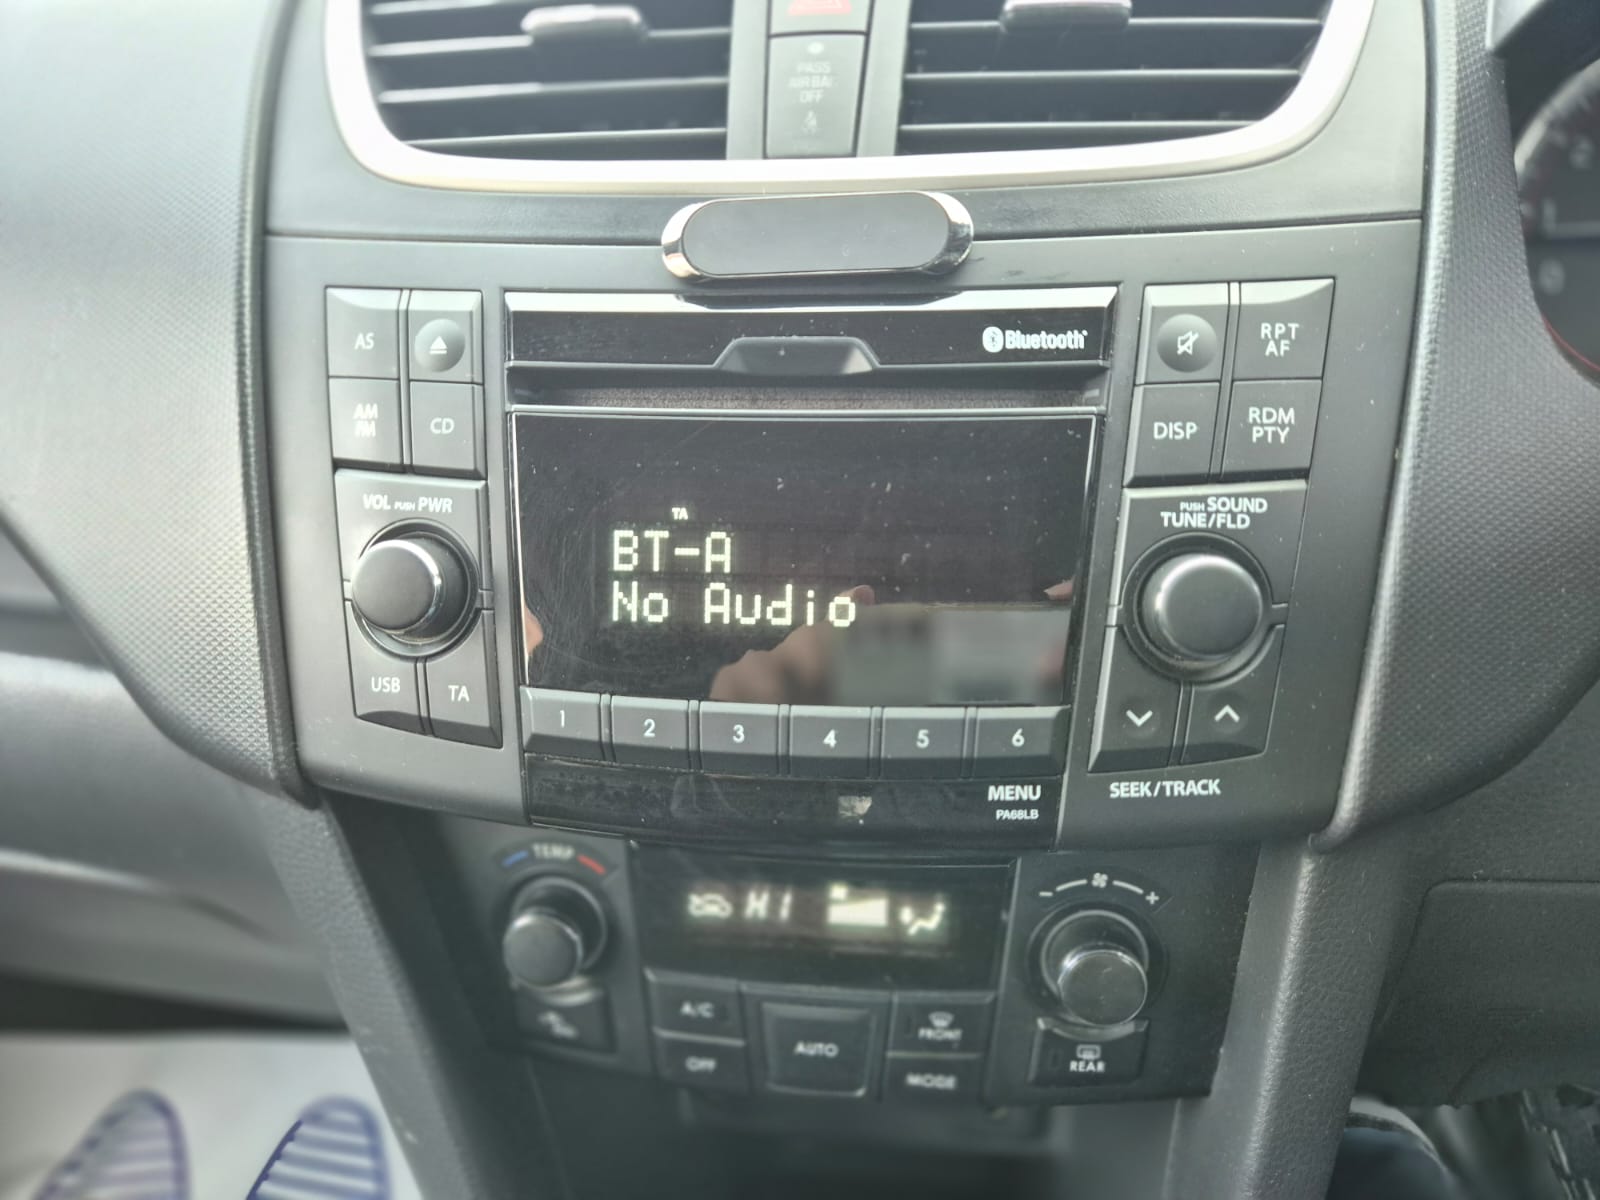 PASS
AIR BAG
OFF
Bluetooth
AS
RPT
AF
AM
FM
CD
DISP
RDM
PTY
VOL PUSH PWR
PUSH SOUND
TUNE/FLD
TA
BT-A
No Audio
USB
TA
1 2 3 4 5 6
MENU
PA68LB
SEEK/TRACK
TEMP
HI
- +
A/C
AUTO
FRONT
OFF
MODE
REAR